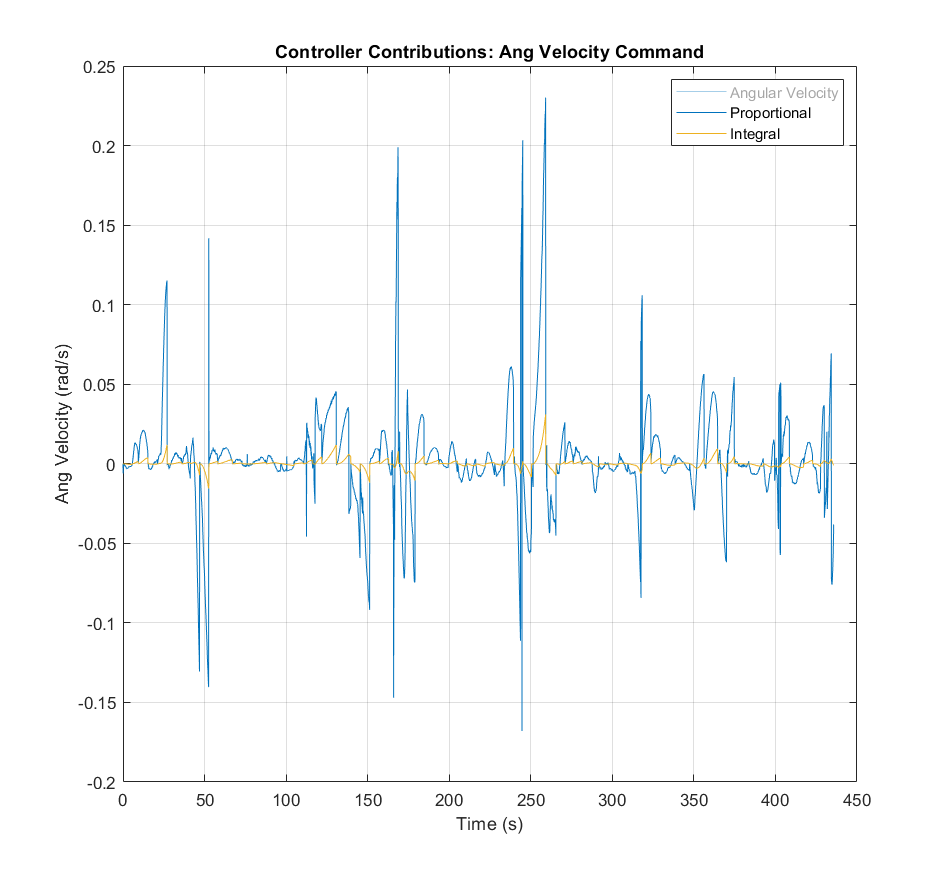 Controller Contributions: Ang Velocity Command
0.25
0.2
0.15
0.1
0.05
0
-0.05
-0.1
-0.15
-0.2
Ang Velocity (rad/s)
Angular Velocity
Proportional
Integral
0 50 100 150 200 250 300 350 400 450
Time (s)